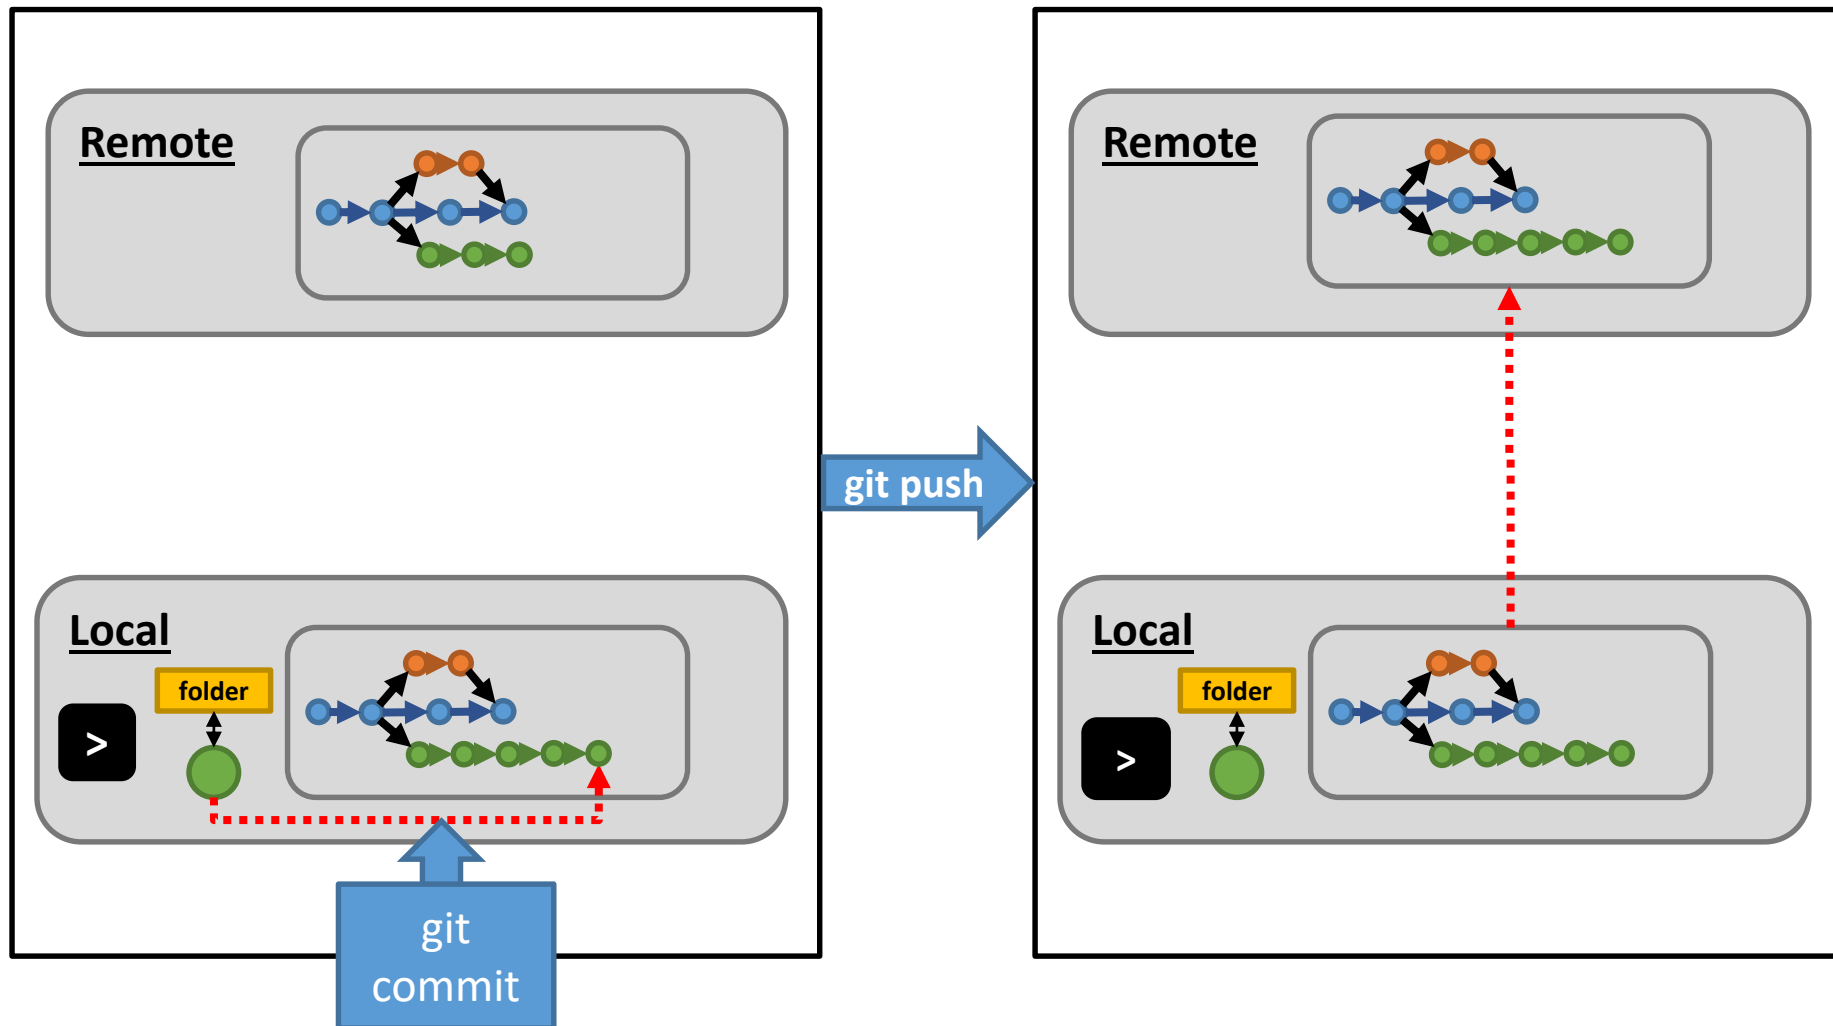 Remote
Local
folder
>
git
commit
git push
Remote
Local
folder
>